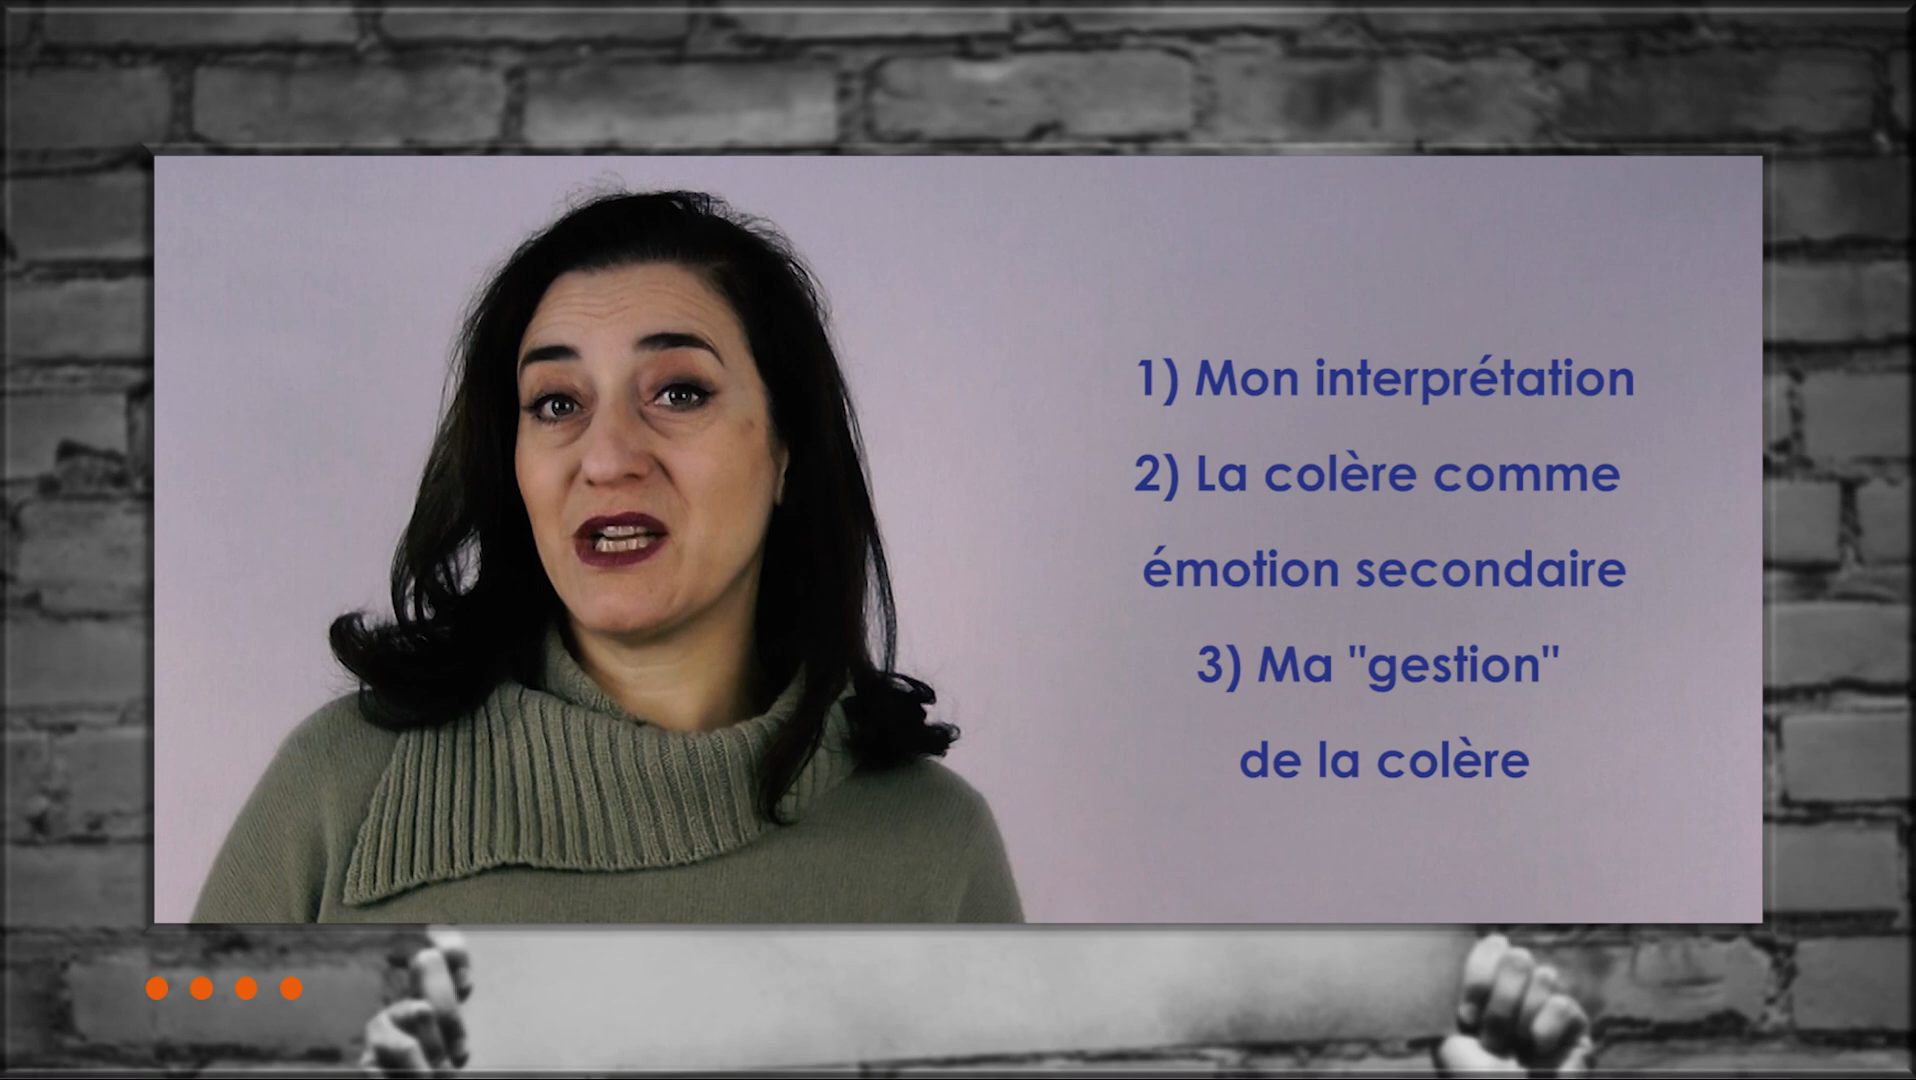 1) Mon interprétation
2) La colère comme
émotion secondaire
3) Ma "gestion"
de la colère